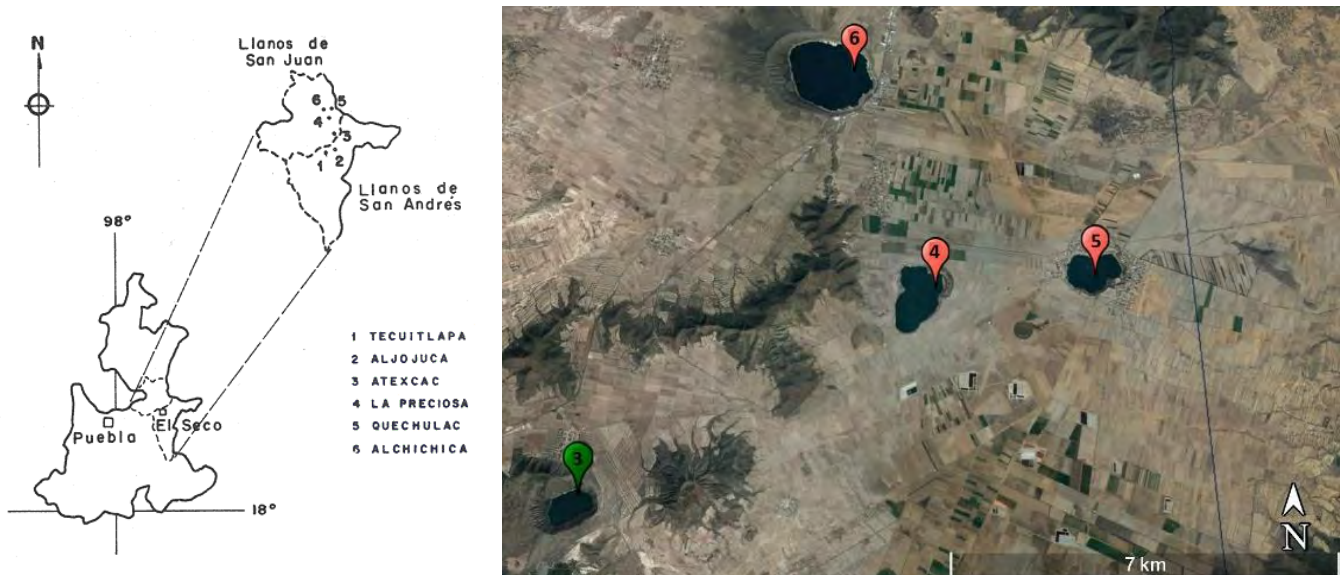 N
Llanos de
San Juan
6
5
4
3
1
2
Llanos de
San Andrés
98°
1 TECUITLAPA
2 ALJOJUCA
3 ATEXCAC
4 LA PRECIOSA
5 QUECHULAC
6 ALCHICHICA
El Seco
Puebla
18°
6
5
4
3
N
7 km